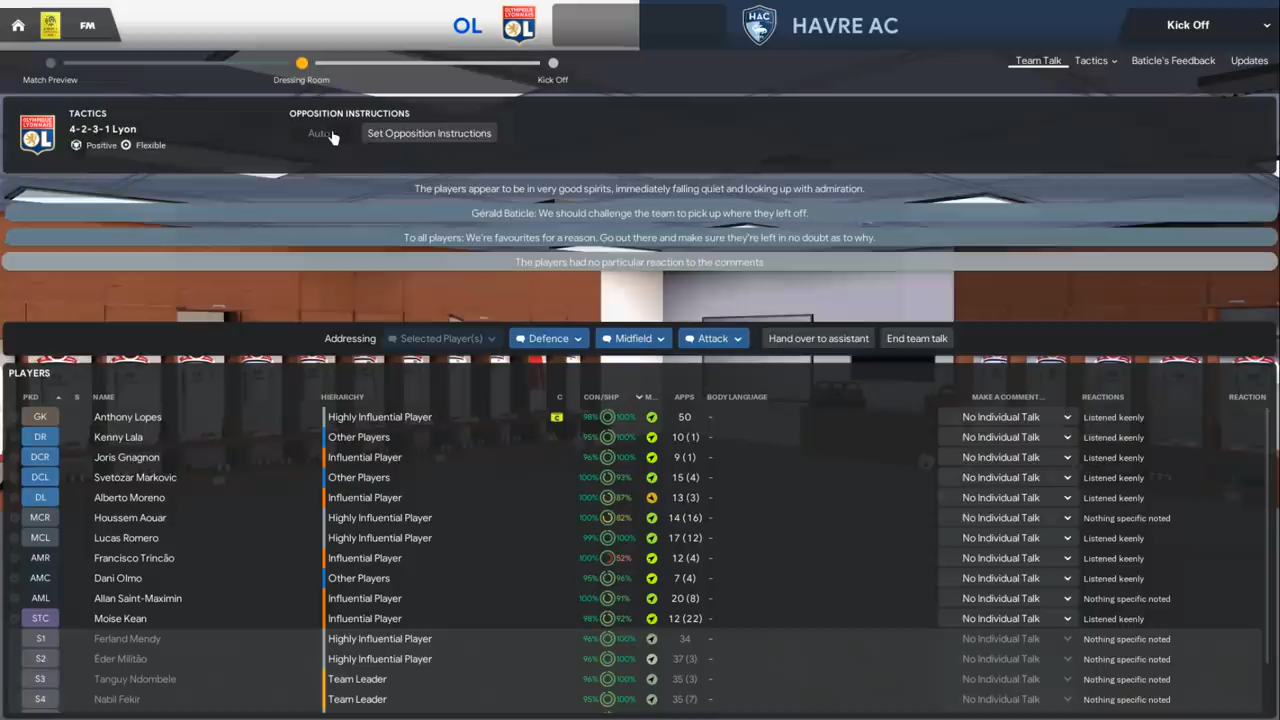 FM OL OLYMPIQUE LYONNAIS OL HAC HAVRE AC Kick Off
Match Preview Dressing Room Kick Off
Team Talk Tactics Baticle's Feedback Updates
TACTICS
4-2-3-1 Lyon
Positive Flexible
OPPOSITION INSTRUCTIONS
Auto Set Opposition Instructions
The players appear to be in very good spirits, immediately falling quiet and looking up with admiration.
Gérald Baticle: We should challenge the team to pick up where they left off.
To all players: We're favourites for a reason. Go out there and make sure they're left in no doubt as to why.
The players had no particular reaction to the comments
Addressing Selected Player(s) Defence Midfield Attack Hand over to assistant End team talk
PLAYERS
PKD S NAME HIERARCHY C CON/SHP M... APPS BODY LANGUAGE MAKE A COMMENT... REACTIONS REACTION
GK Anthony Lopes Highly Influential Player C 98% 100% 50 - No Individual Talk Listened keenly
DR Kenny Lala Other Players 95% 100% 10 (1) - No Individual Talk Listened keenly
DCR Joris Gnagnon Influential Player 96% 100% 9 (1) - No Individual Talk Listened keenly
DCL Svetozar Markovic Other Players 100% 93% 15 (4) - No Individual Talk Listened keenly
DL Alberto Moreno Influential Player 100% 87% 13 (3) - No Individual Talk Listened keenly
MCR Houssem Aouar Highly Influential Player 100% 82% 14 (16) - No Individual Talk Nothing specific noted
MCL Lucas Romero Highly Influential Player 99% 100% 17 (12) - No Individual Talk Listened keenly
AMR Francisco Trincão Influential Player 100% 52% 12 (4) - No Individual Talk Listened keenly
AMC Dani Olmo Other Players 95% 96% 7 (4) - No Individual Talk Listened keenly
AML Allan Saint-Maximin Influential Player 100% 91% 20 (8) - No Individual Talk Nothing specific noted
STC Moise Kean Influential Player 98% 92% 12 (22) - No Individual Talk Listened keenly
S1 Ferland Mendy Highly Influential Player 96% 100% 34 - No Individual Talk Nothing specific noted
S2 Éder Militão Highly Influential Player 96% 100% 37 (3) - No Individual Talk Nothing specific noted
S3 Tanguy Ndombele Team Leader 96% 100% 35 (3) - No Individual Talk Nothing specific noted
S4 Nabil Fekir Team Leader 95% 100% 35 (7) - No Individual Talk Nothing specific noted